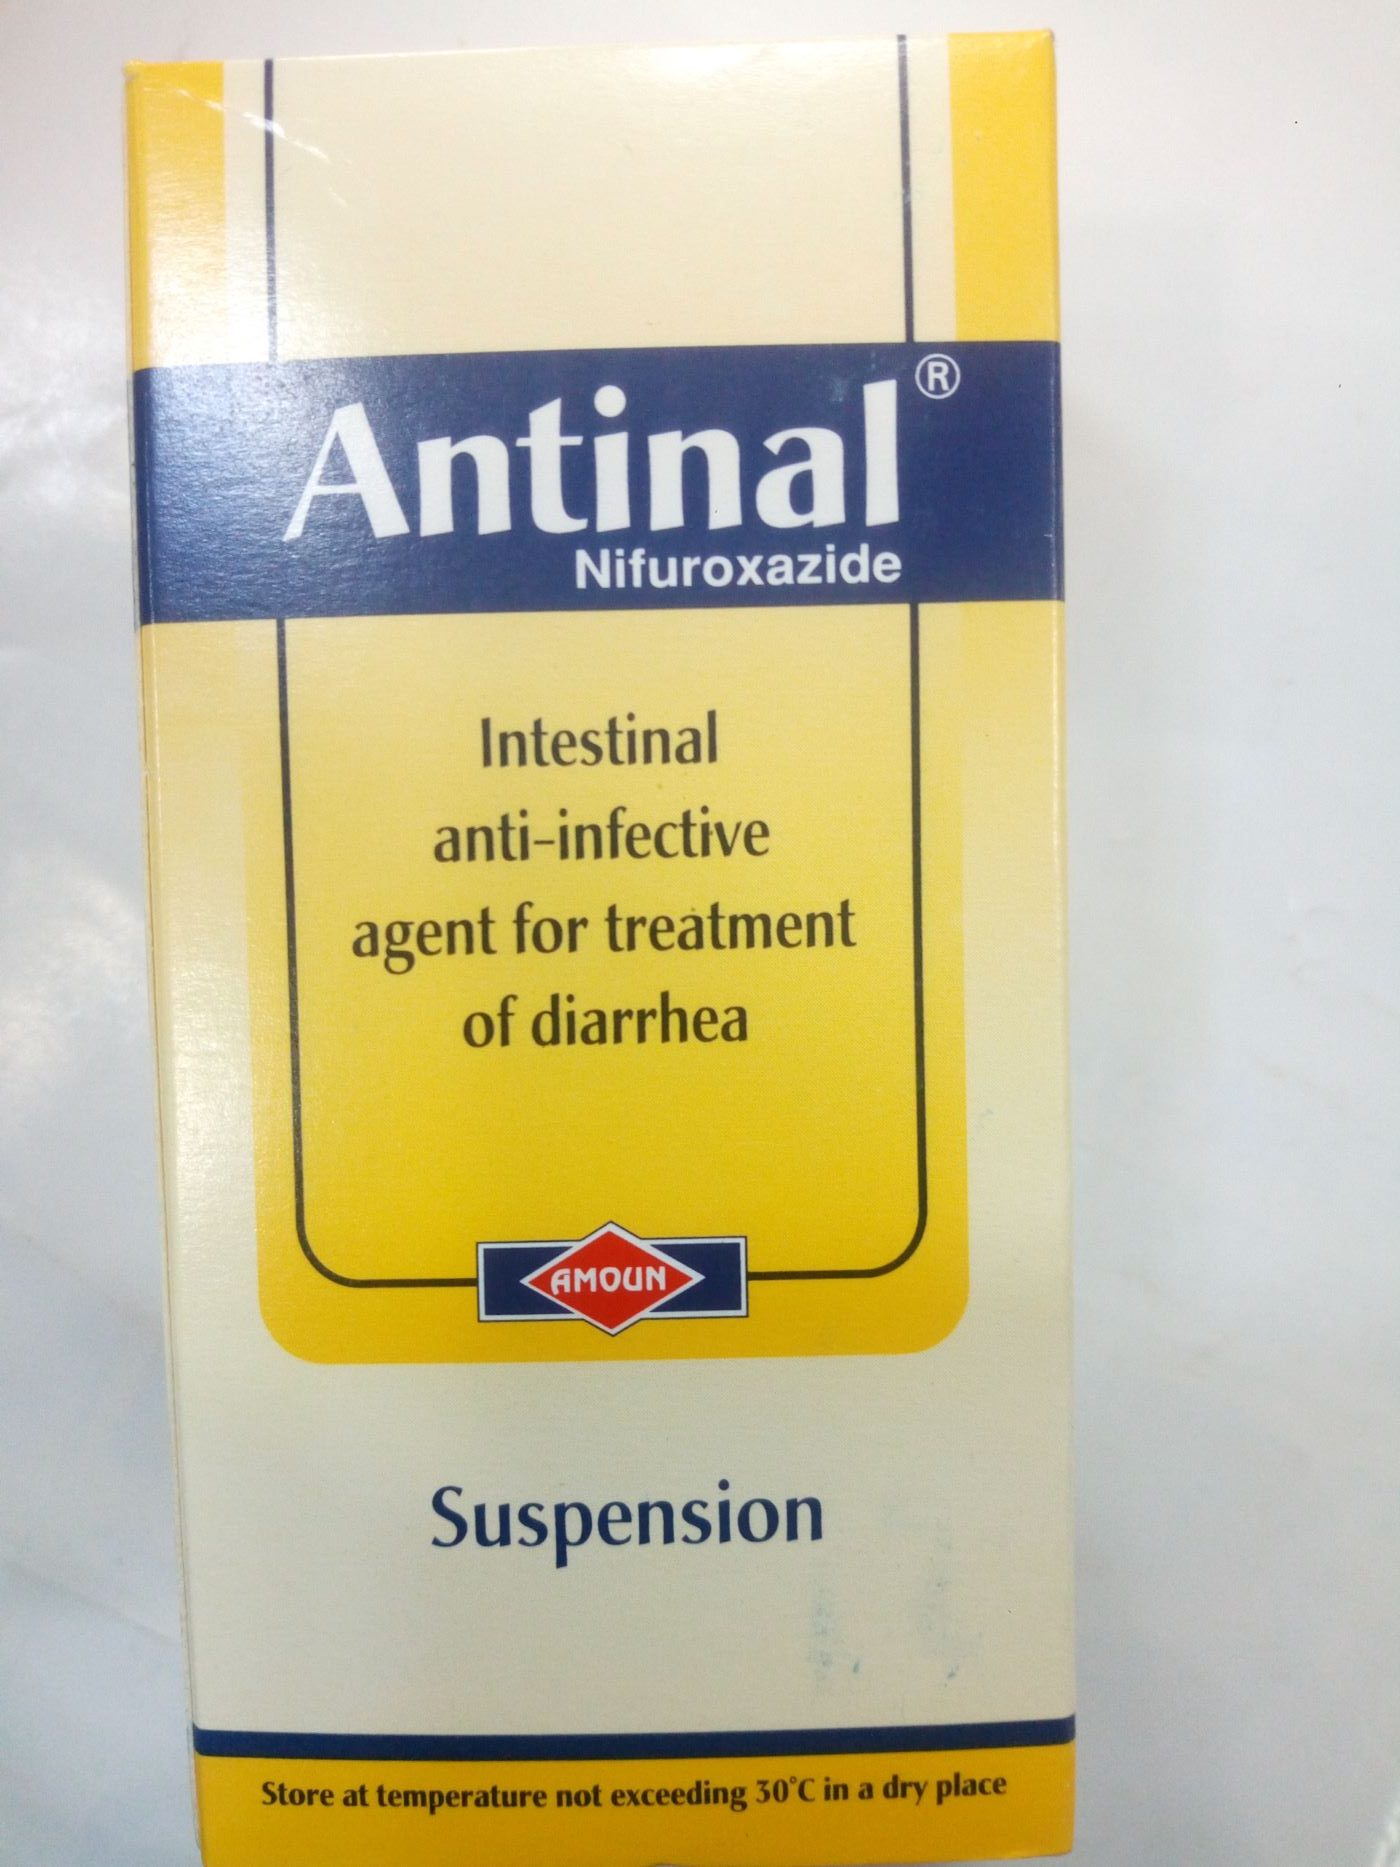 Antinal®
Nifuroxazide
Intestinal
anti-infective
agent for treatment
of diarrhea
AMOUN
Suspension
Store at temperature not exceeding 30°C in a dry place